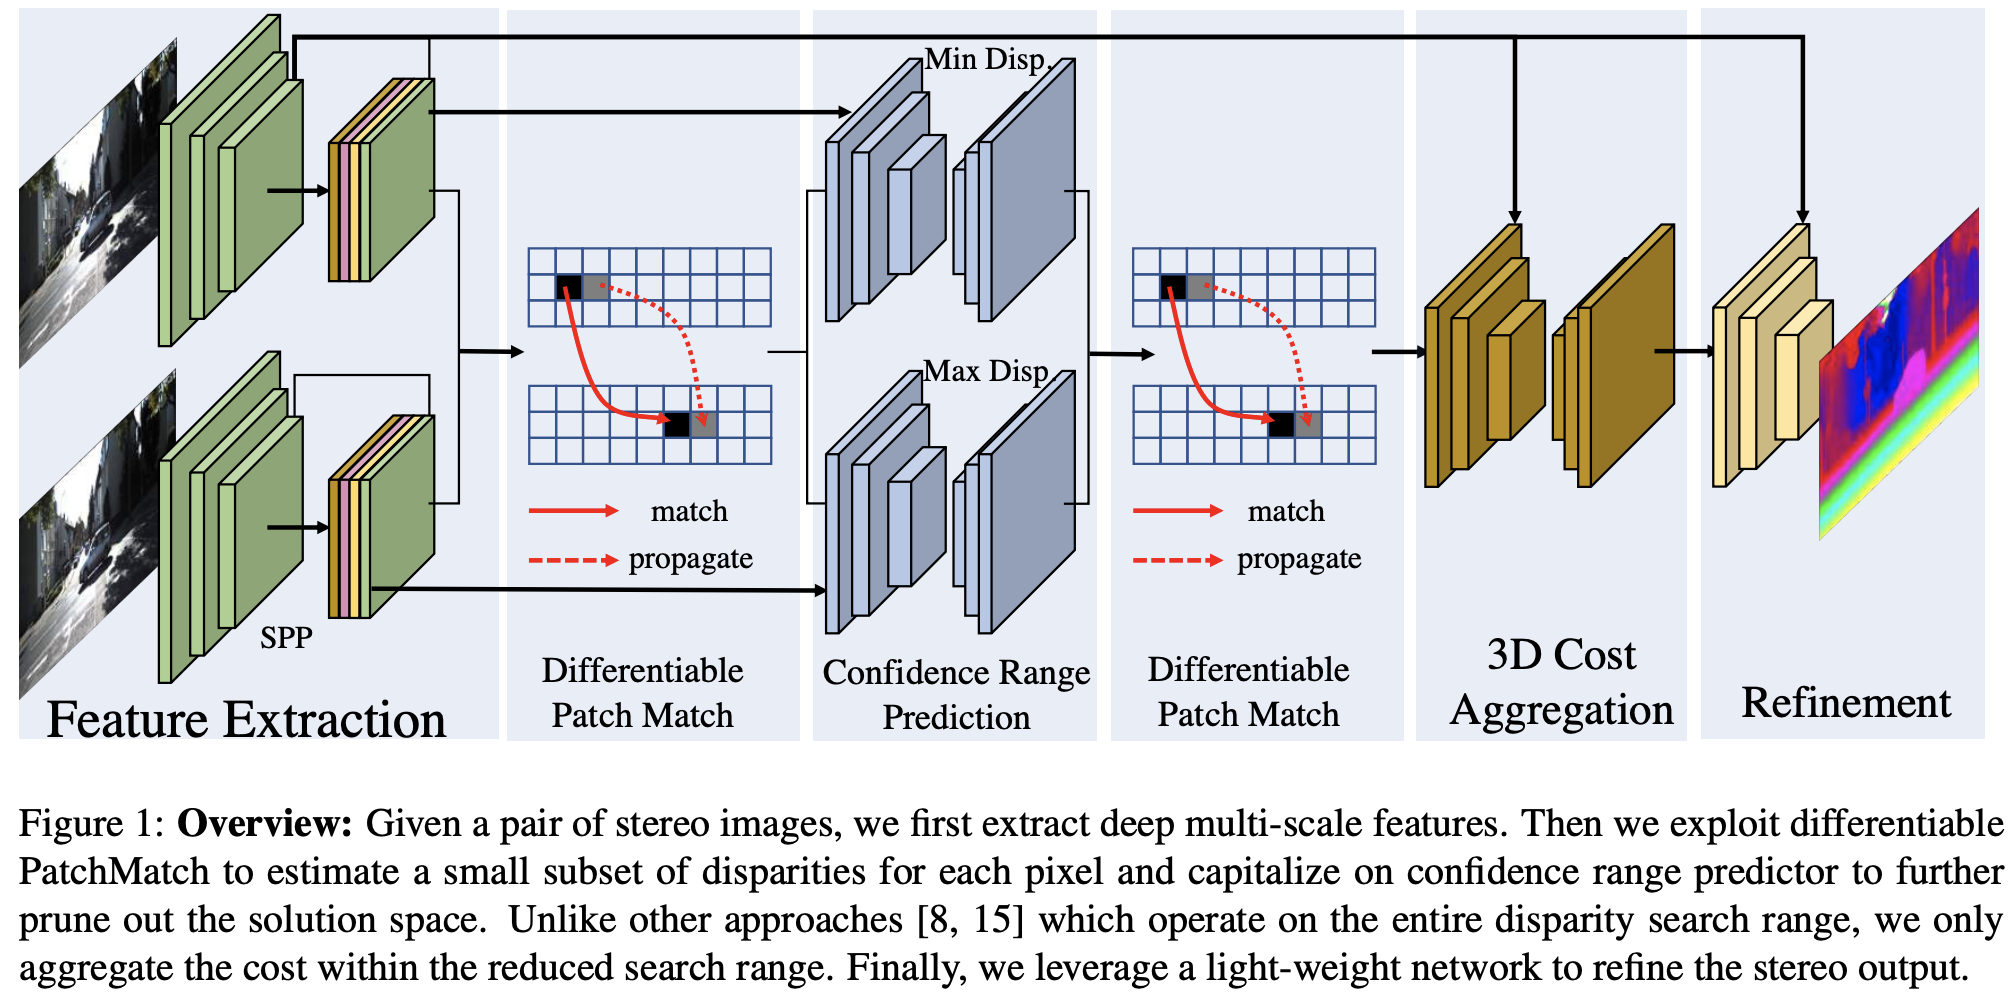 Min Disp.
Max Disp.
match
propagate
match
propagate
SPP
Feature Extraction
Differentiable
Patch Match
Confidence Range
Prediction
Differentiable
Patch Match
3D Cost
Aggregation
Refinement
Figure 1: Overview: Given a pair of stereo images, we first extract deep multi-scale features. Then we exploit differentiable
PatchMatch to estimate a small subset of disparities for each pixel and capitalize on confidence range predictor to further
prune out the solution space. Unlike other approaches [8, 15] which operate on the entire disparity search range, we only
aggregate the cost within the reduced search range. Finally, we leverage a light-weight network to refine the stereo output.